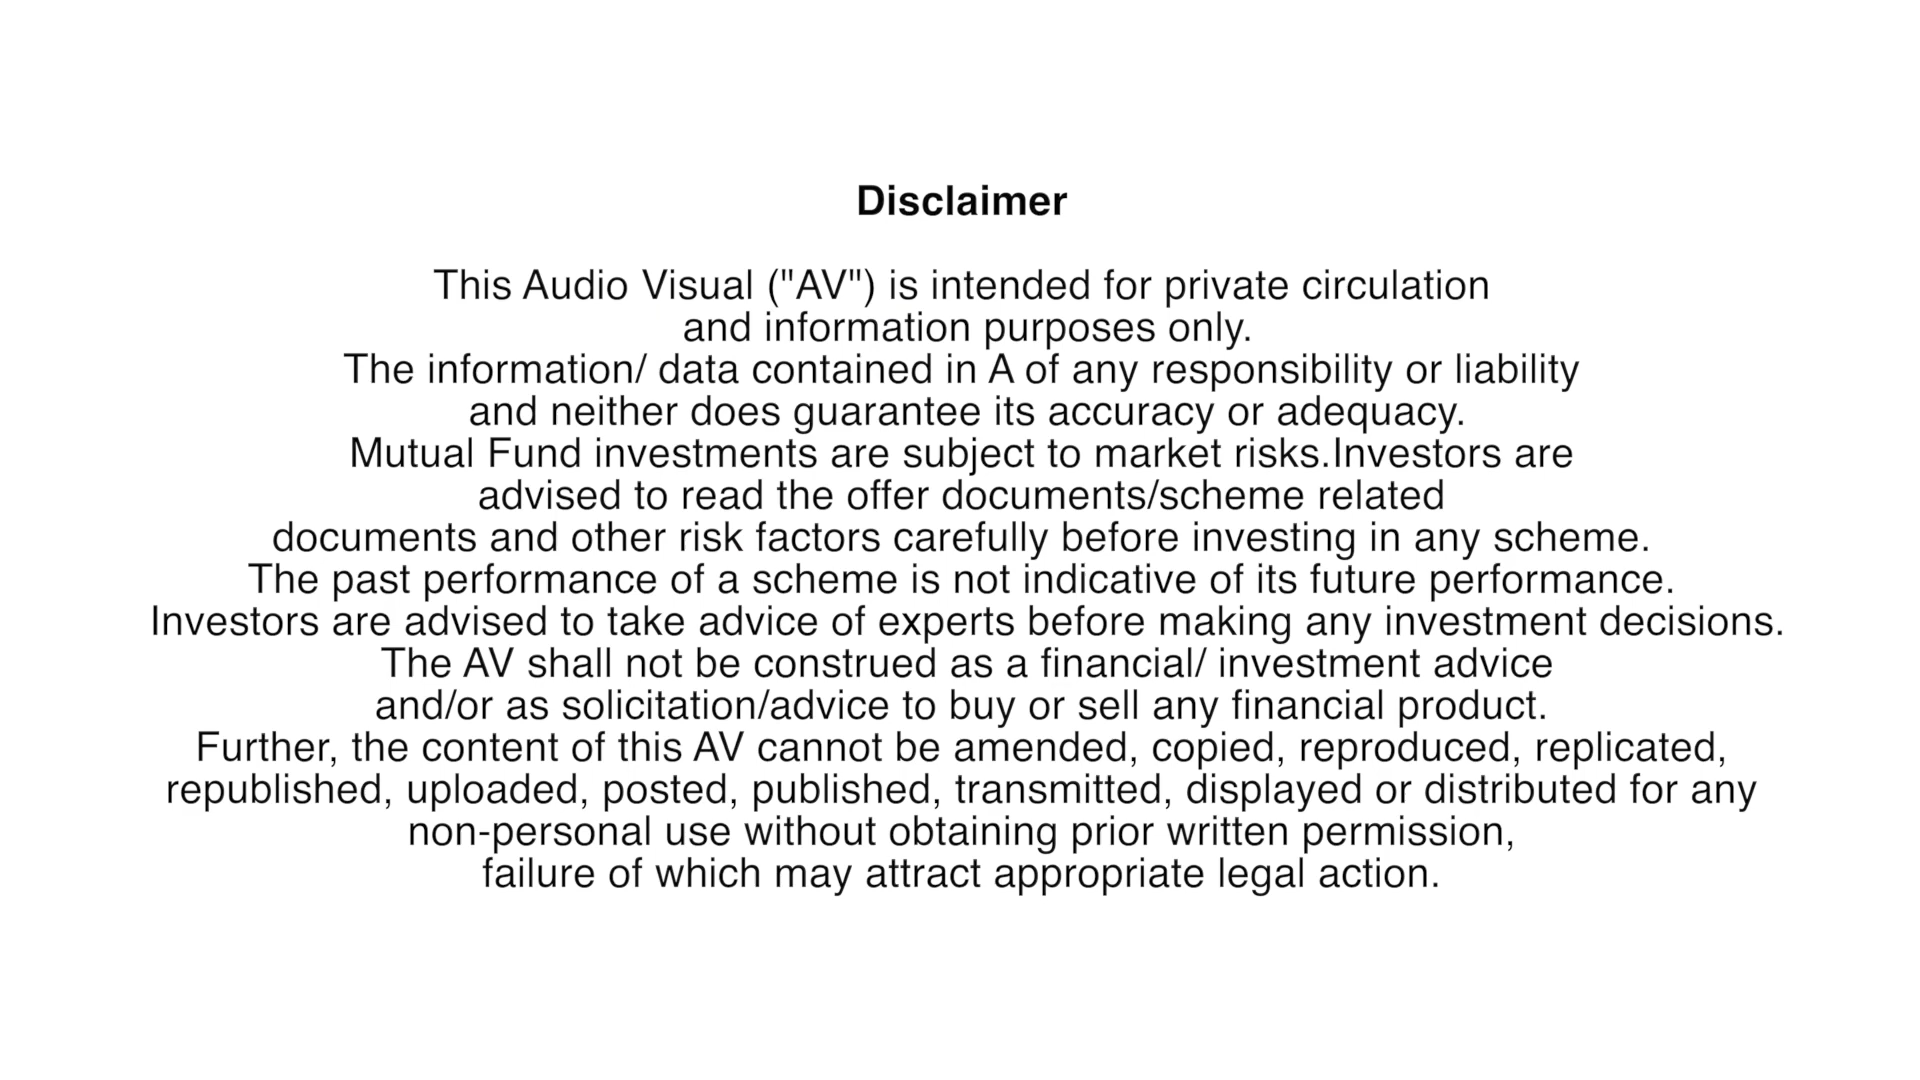 Disclaimer
This Audio Visual ("AV") is intended for private circulation
and information purposes only.
The information/ data contained in A of any responsibility or liability
and neither does guarantee its accuracy or adequacy.
Mutual Fund investments are subject to market risks.Investors are
advised to read the offer documents/scheme related
documents and other risk factors carefully before investing in any scheme.
The past performance of a scheme is not indicative of its future performance.
Investors are advised to take advice of experts before making any investment decisions.
The AV shall not be construed as a financial/ investment advice
and/or as solicitation/advice to buy or sell any financial product.
Further, the content of this AV cannot be amended, copied, reproduced, replicated,
republished, uploaded, posted, published, transmitted, displayed or distributed for any
non-personal use without obtaining prior written permission,
failure of which may attract appropriate legal action.